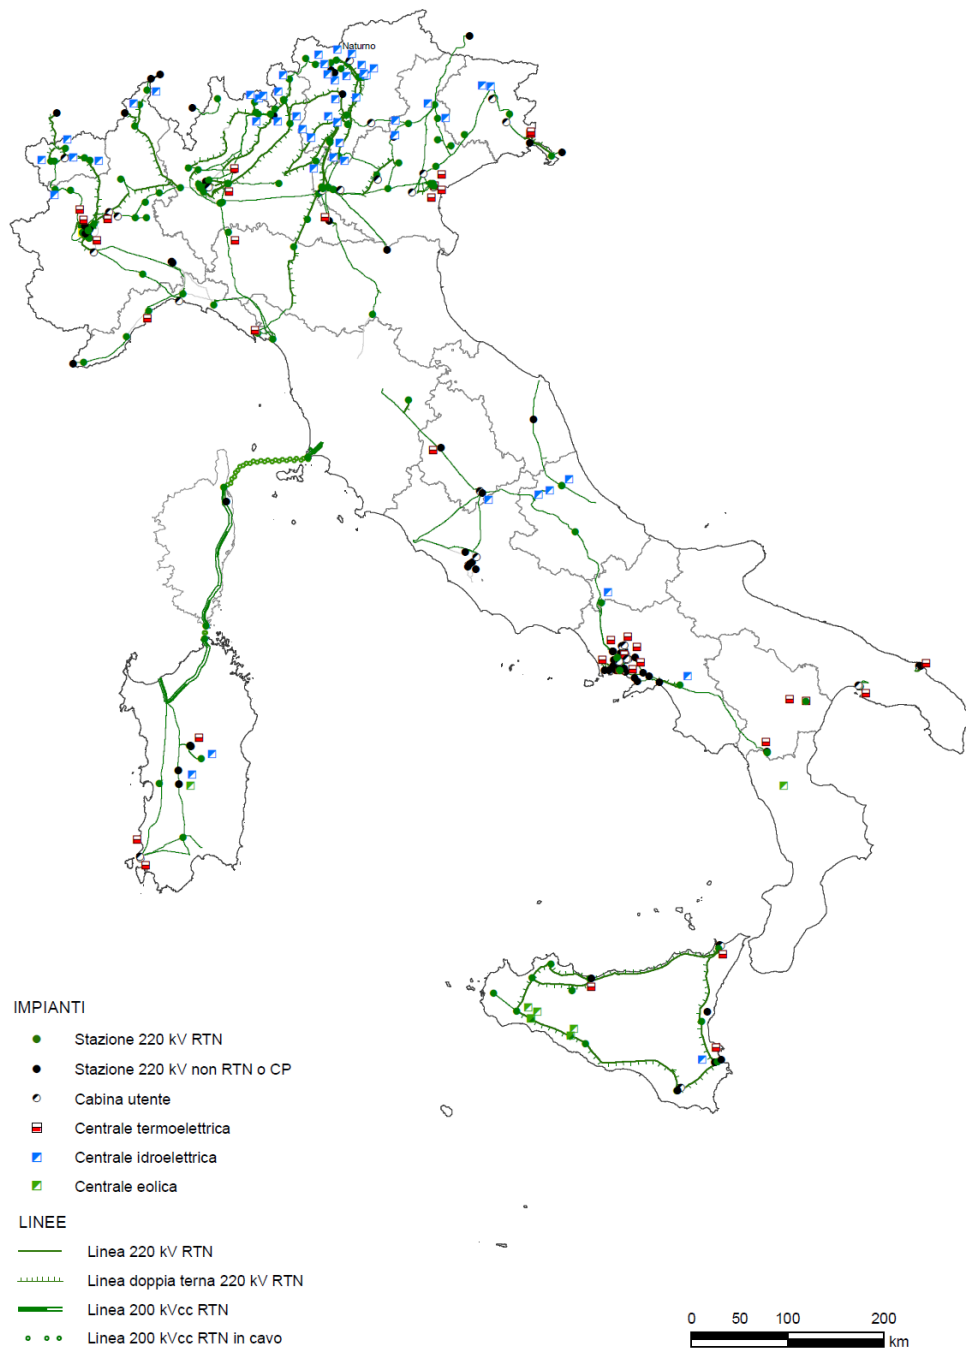 Naturno
IMPIANTI
Stazione 220 kV RTN
Stazione 220 kV non RTN o CP
Cabina utente
Centrale termoelettrica
Centrale idroelettrica
Centrale eolica
LINEE
Linea 220 kV RTN
Linea doppia terna 220 kV RTN
Linea 200 kVcc RTN
Linea 200 kVcc RTN in cavo
0 50 100 200
km